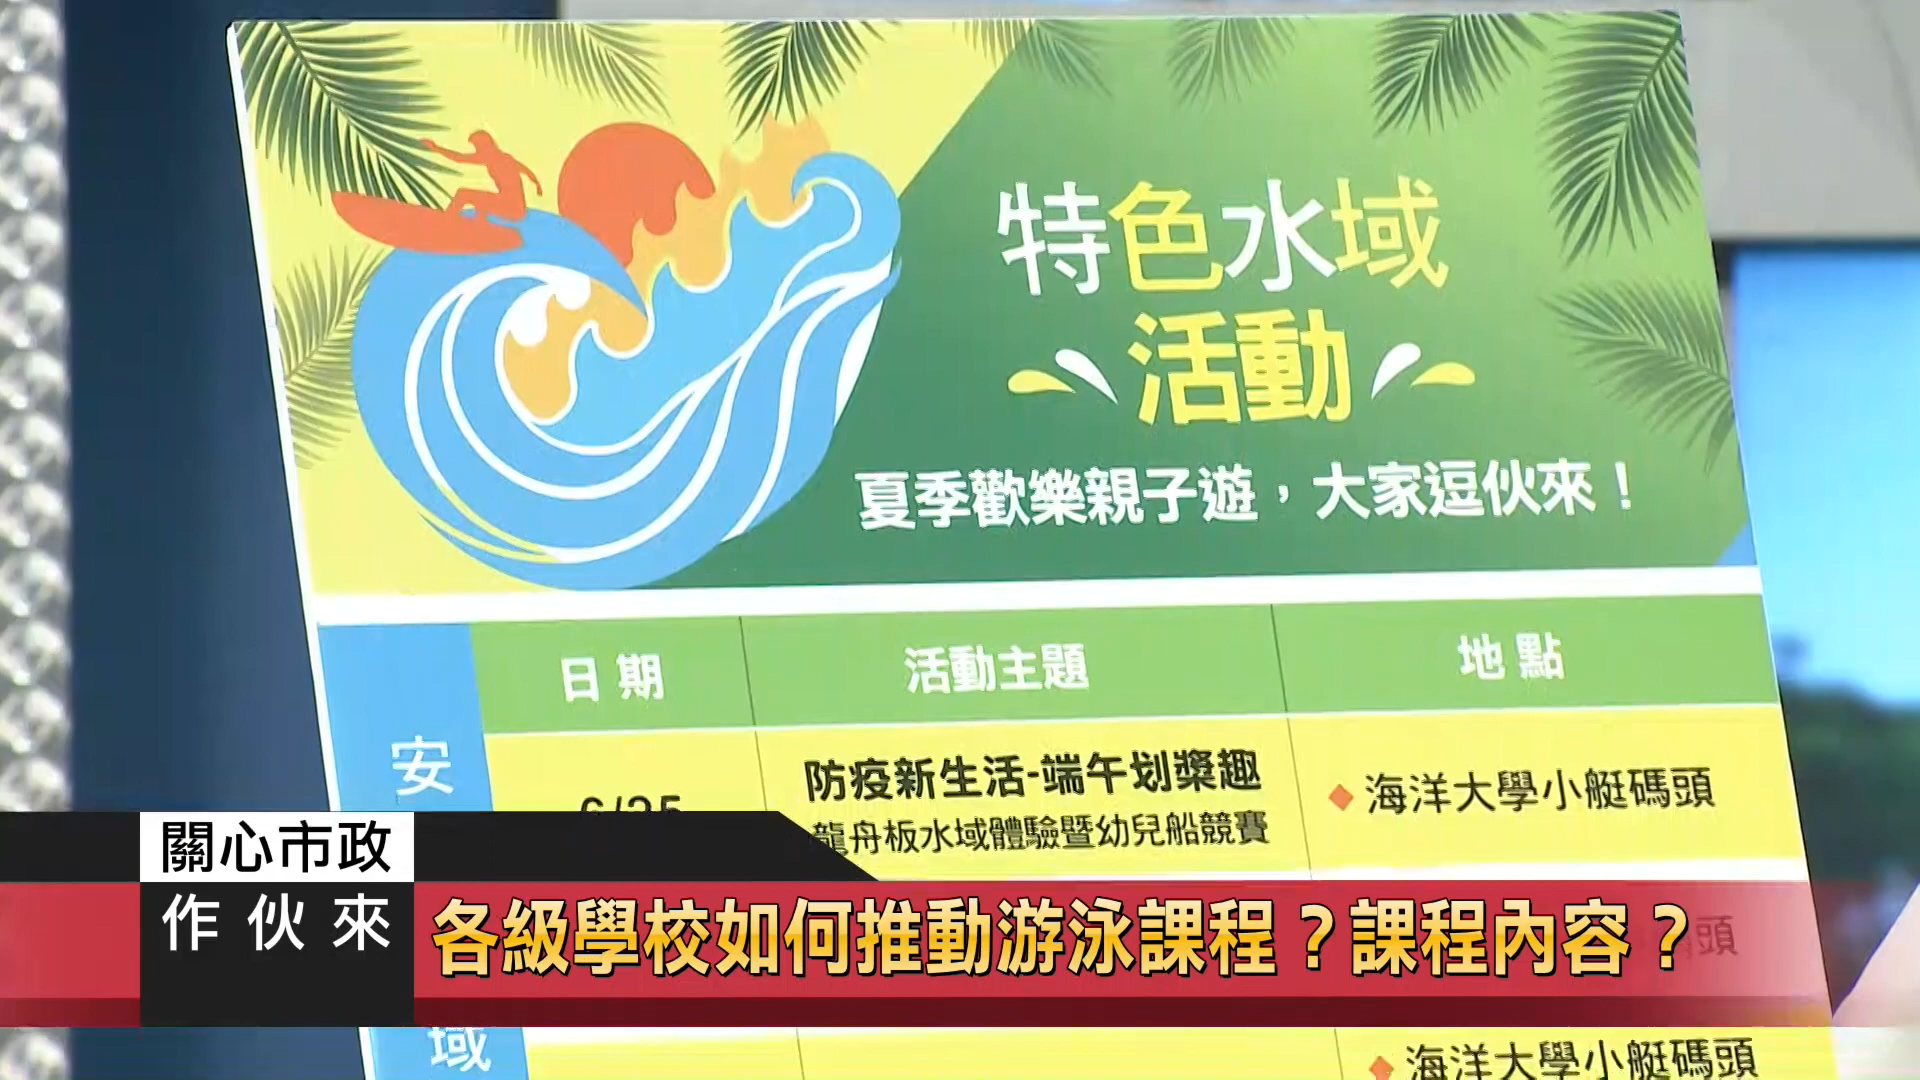 特色水域
活動
夏季歡樂親子遊，大家逗伙來！
日期
活動主題
地點
安
6/25
防疫新生活-端午划槳趣
龍舟板水域體驗暨幼兒船競賽
海洋大學小艇碼頭
關心市政
作伙來
各級學校如何推動游泳課程？課程內容？
頭
域
海洋大學小艇碼頭